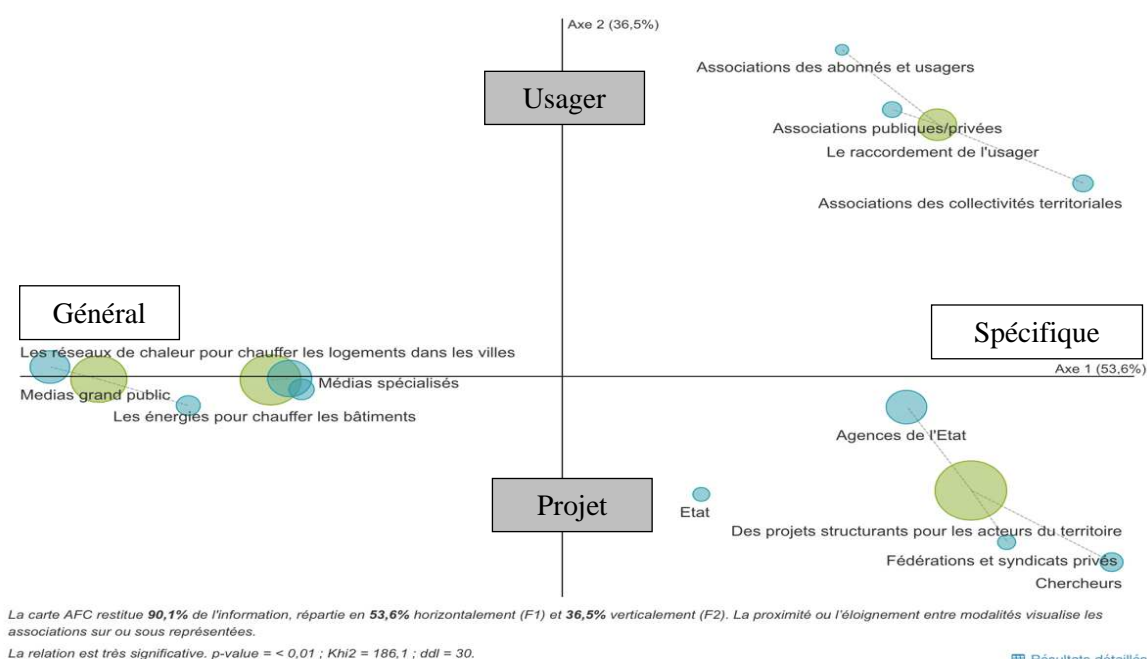 Axe 2 (36,5%)
Associations des abonnés et usagers
Usager
Associations publiques/privées
Le raccordement de l'usager
Associations des collectivités territoriales
Général
Spécifique
Les réseaux de chaleur pour chauffer les logements dans les villes
Axe 1 (53,6%)
Médias spécialisés
Medias grand public
Les énergies pour chauffer les bâtiments
Agences de l'Etat
Projet
Etat
Des projets structurants pour les acteurs du territoire
Fédérations et syndicats privés
Chercheurs
La carte AFC restitue 90,1% de l'information, répartie en 53,6% horizontalement (F1) et 36,5% verticalement (F2). La proximité ou l'éloignement entre modalités visualise les
associations sur ou sous représentées.
La relation est très significative. p-value = < 0,01 ; Khi2 = 186,1 ; ddl = 30.
Résultats détaillés